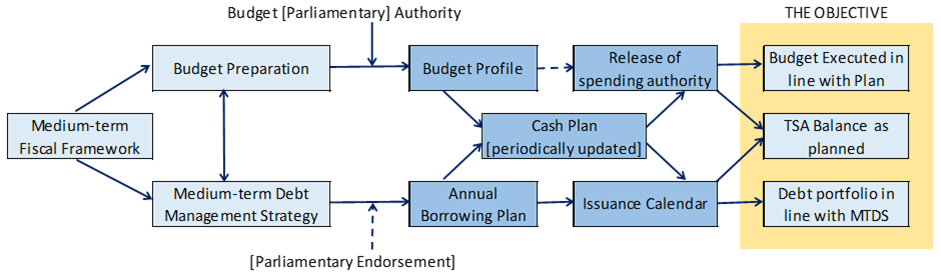 Budget [Parliamentary] Authority
THE OBJECTIVE
Budget Preparation
Budget Profile
Release of
spending authority
Budget Executed in
line with Plan
Medium-term
Fiscal Framework
Cash Plan
[periodically updated]
TSA Balance as
planned
Medium-term Debt
Management Strategy
Annual
Borrowing Plan
Issuance Calendar
Debt portfolio in
line with MTDS
[Parliamentary Endorsement]